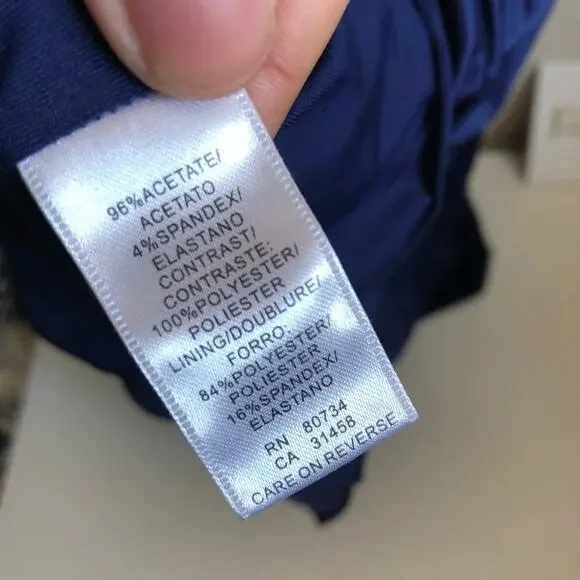 96%ACETATE/
ACETATO
4%SPANDEX/
ELASTANO
CONTRAST/
CONTRASTE:
100%POLYESTER/
POLIESTER
LINING/DOUBLURE/
FORRO:
84%POLYESTER/
POLIESTER
16%SPANDEX/
ELASTANO
RN 80734
CA 31458
CARE ON REVERSE